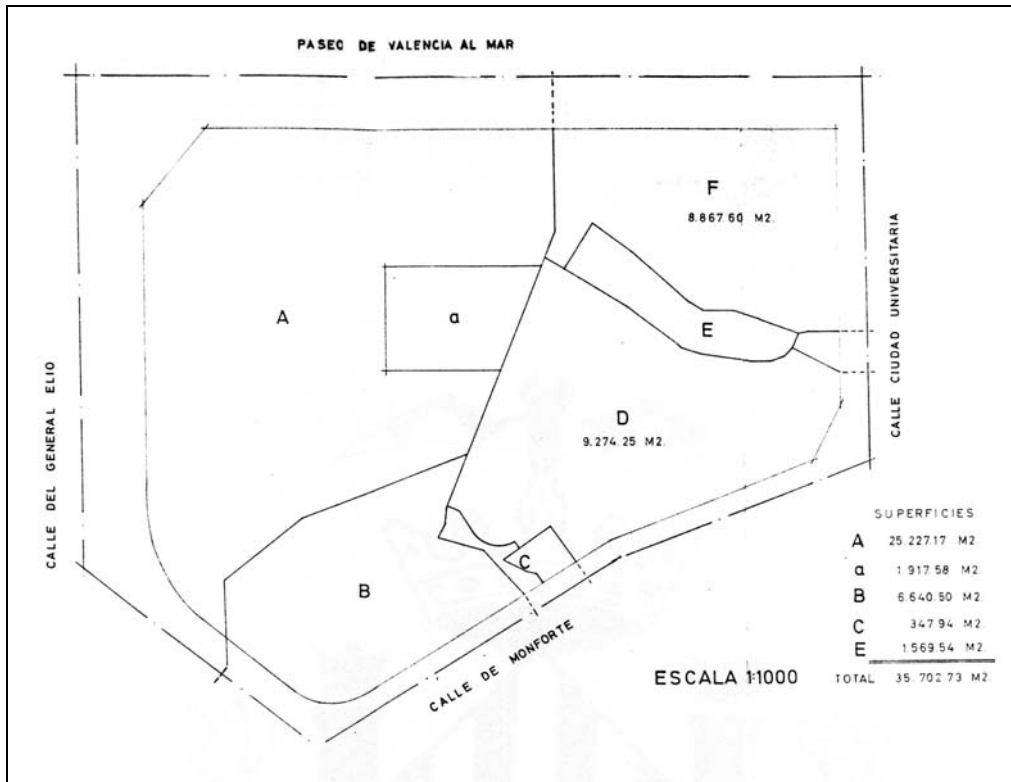 PASEO DE VALENCIA AL MAR
F
8.867.60 M2.
A
a
E
CALLE DEL GENERAL ELIO
CALLE CIUDAD UNIVERSITARIA
D
9.274.25 M2.
B
C
CALLE DE MONFORTE
ESCALA 1:1000
SUPERFICIES
A 25.227.17 M2
a 1.917.58 M2.
B 6.640.50 M2.
C 347.94 M2.
E 1.569.54 M2.
TOTAL 35.702.73 M2.